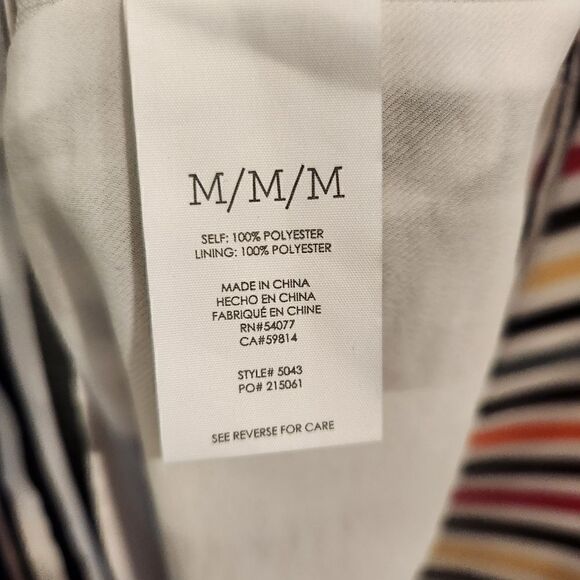 M/M/M
SELF: 100% POLYESTER
LINING: 100% POLYESTER
MADE IN CHINA
HECHO EN CHINA
FABRIQUÉ EN CHINE
RN#54077
CA#59814
STYLE# 5043
PO# 215061
SEE REVERSE FOR CARE